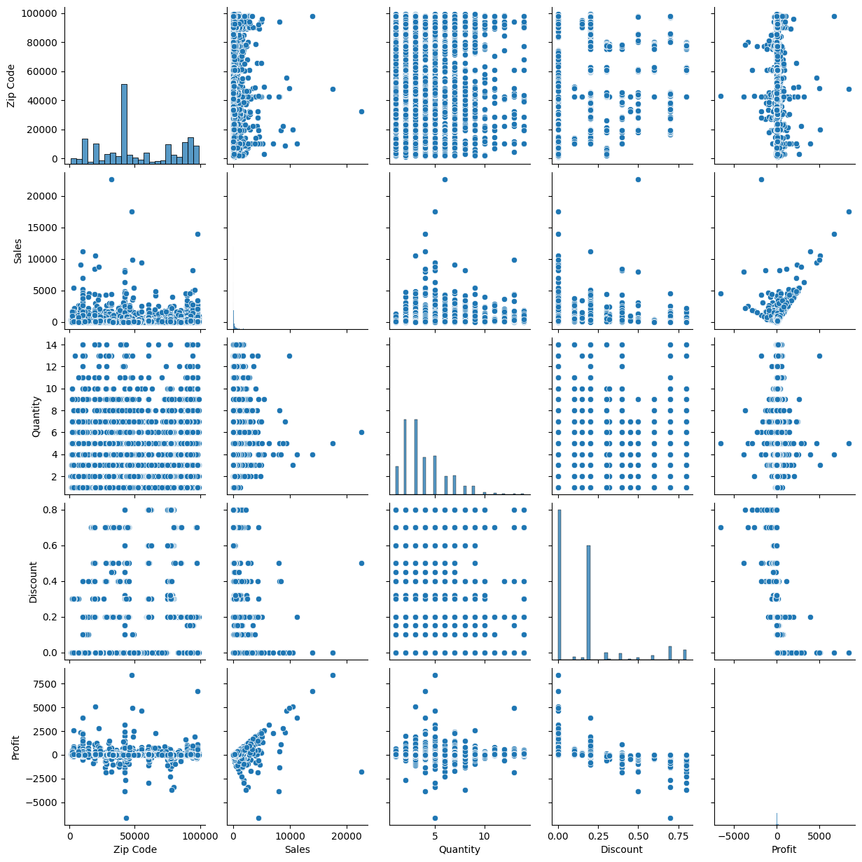 100000
80000
60000
40000
20000
0
Zip Code
20000
15000
10000
5000
0
Sales
14
12
10
8
6
4
2
Quantity
0.8
0.6
0.4
0.2
0.0
Discount
7500
5000
2500
0
−2500
−5000
Profit
0 50000 100000
Zip Code
0 10000 20000
Sales
5 10
Quantity
0.00 0.25 0.50 0.75
Discount
−5000 0 5000
Profit